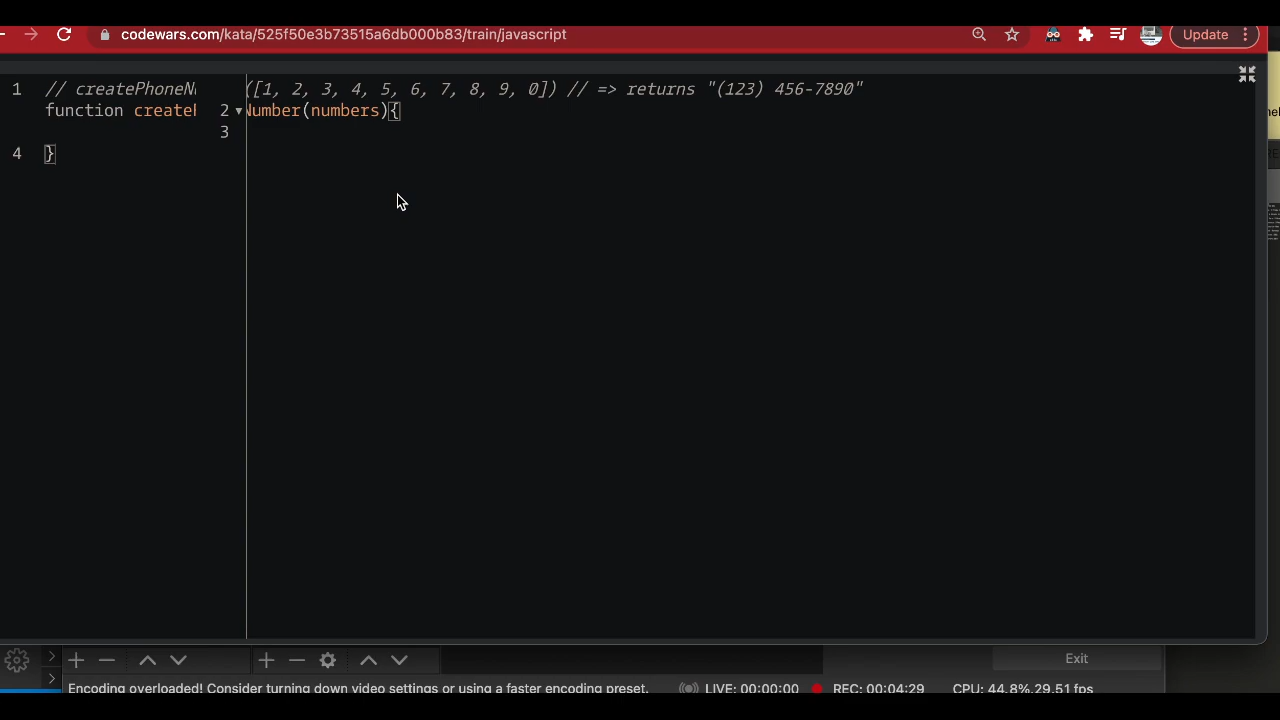 codewars.com/kata/525f50e3b73515a6db000b83/train/javascript
Update
1 // createPhoneN ([1, 2, 3, 4, 5, 6, 7, 8, 9, 0]) // => returns "(123) 456-7890"
function create 2 Number(numbers){
3
4 }
Exit
Encoding overloaded! Consider turning down video settings or using a faster encoding preset. LIVE: 00:00:00 REC: 00:04:29 CPU: 44.8%,29.51 fps